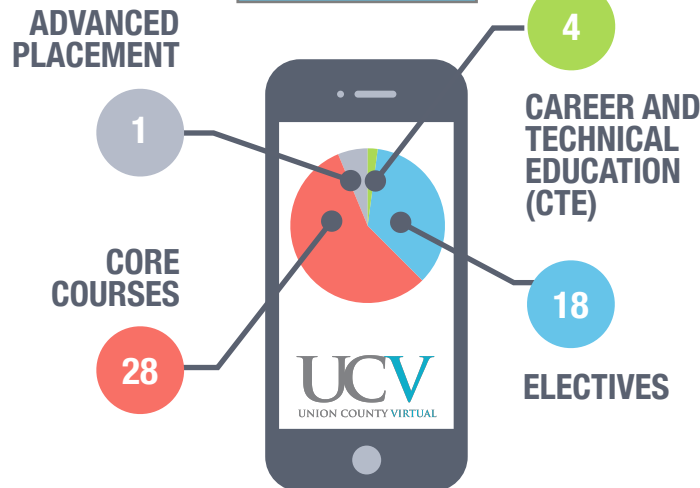 ADVANCED
PLACEMENT
1
4
CAREER AND
TECHNICAL
EDUCATION
(CTE)
CORE
COURSES
28
18
ELECTIVES
UCV
UNION COUNTY VIRTUAL